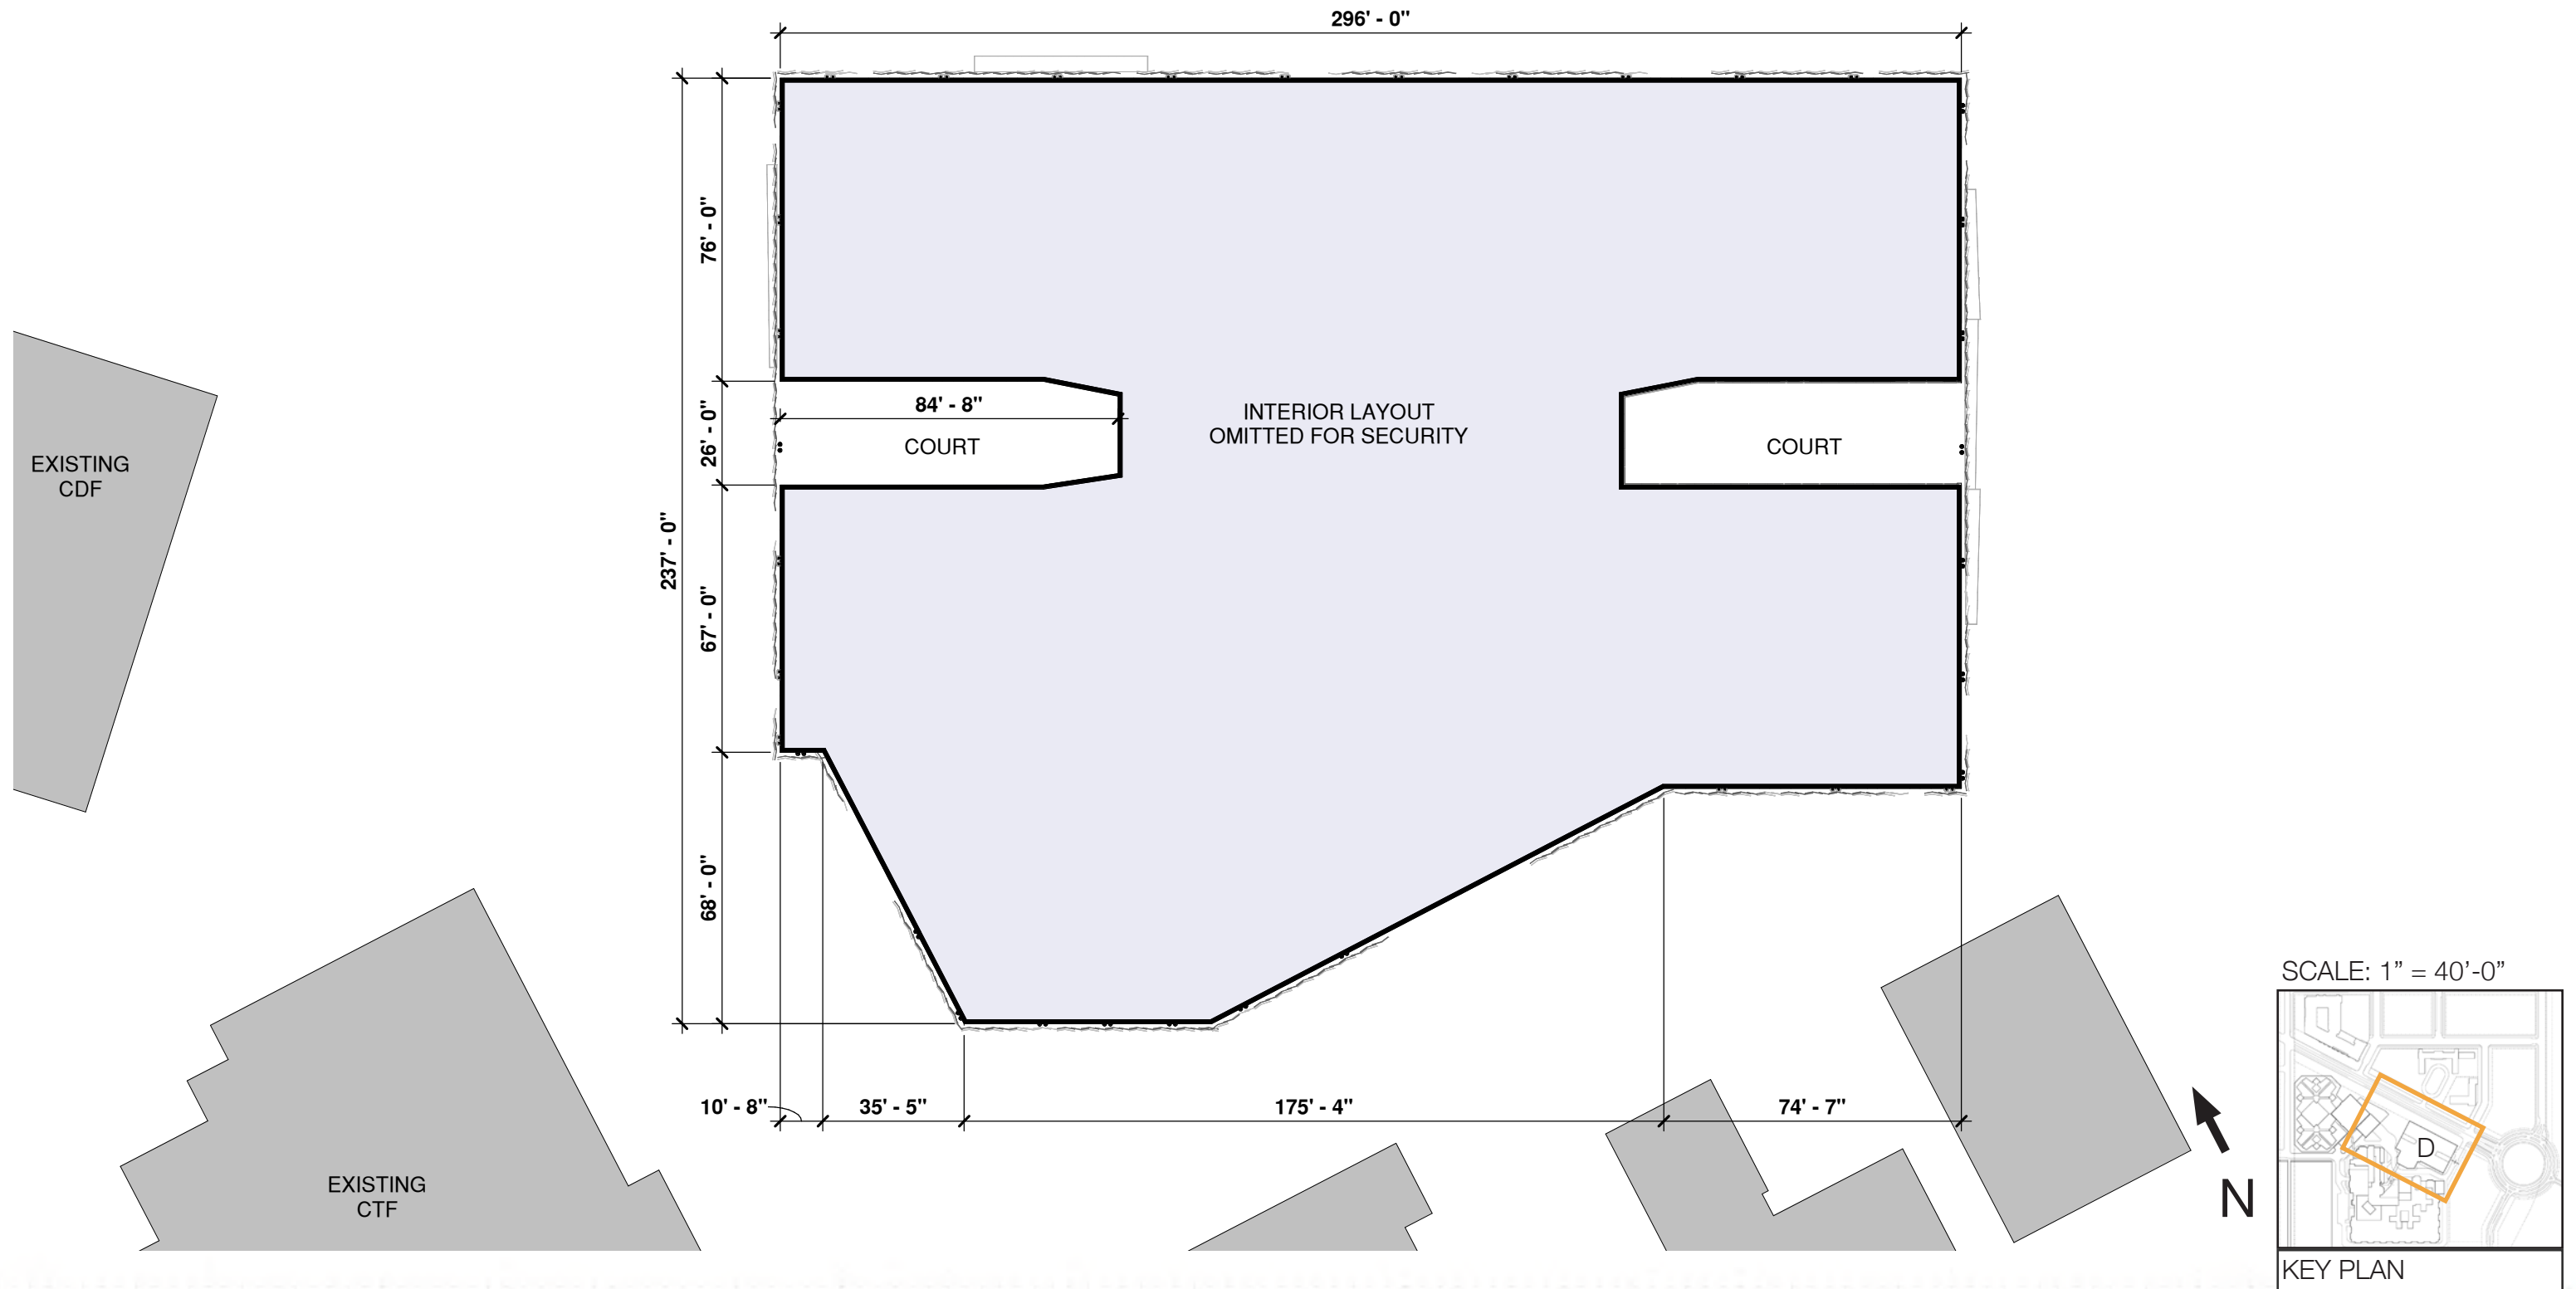 296' - 0"
76' - 0"
26' - 0"
84' - 8"
COURT
INTERIOR LAYOUT
OMITTED FOR SECURITY
COURT
EXISTING
CDF
237' - 0"
67' - 0"
68' - 0"
SCALE: 1” = 40’-0”
10' - 8"
35' - 5"
175' - 4"
74' - 7"
D
EXISTING
CTF
N
KEY PLAN